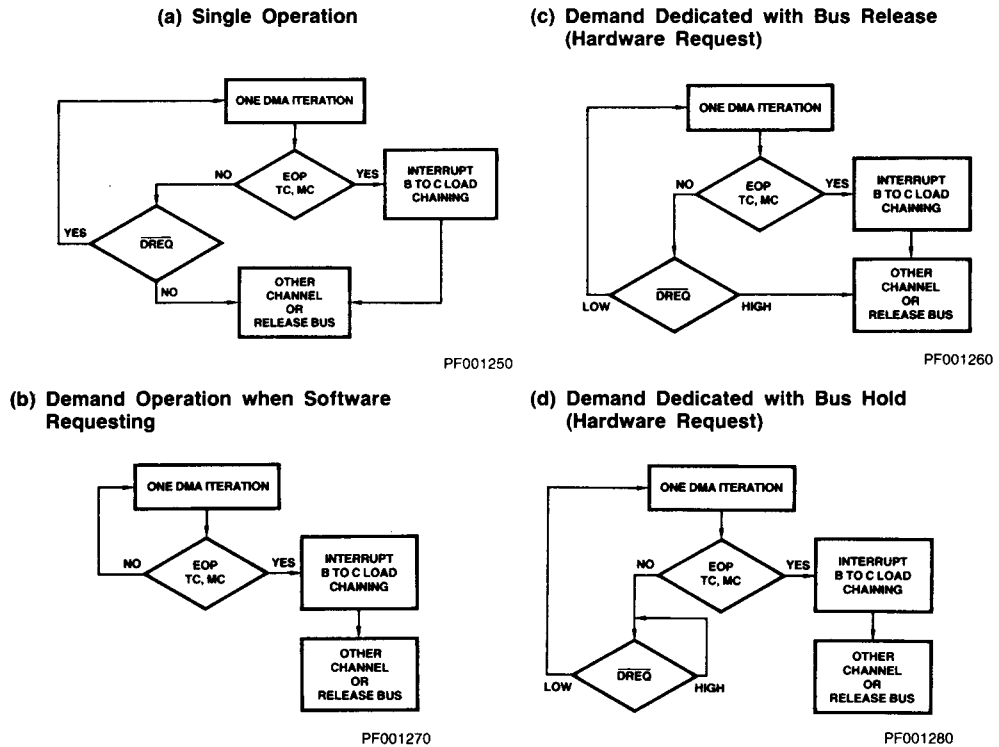 (a) Single Operation
ONE DMA ITERATION
EOP
TC, MC
NO
YES
INTERRUPT
B TO C LOAD
CHAINING
YES
DREQ
NO
OTHER
CHANNEL
OR
RELEASE BUS
PF001250
(c) Demand Dedicated with Bus Release
(Hardware Request)
ONE DMA ITERATION
EOP
TC, MC
NO
YES
INTERRUPT
B TO C LOAD
CHAINING
DREQ
LOW
HIGH
OTHER
CHANNEL
OR
RELEASE BUS
PF001260
(b) Demand Operation when Software
Requesting
ONE DMA ITERATION
EOP
TC, MC
NO
YES
INTERRUPT
B TO C LOAD
CHAINING
OTHER
CHANNEL
OR
RELEASE BUS
PF001270
(d) Demand Dedicated with Bus Hold
(Hardware Request)
ONE DMA ITERATION
EOP
TC, MC
NO
YES
INTERRUPT
B TO C LOAD
CHAINING
DREQ
LOW
HIGH
OTHER
CHANNEL
OR
RELEASE BUS
PF001280